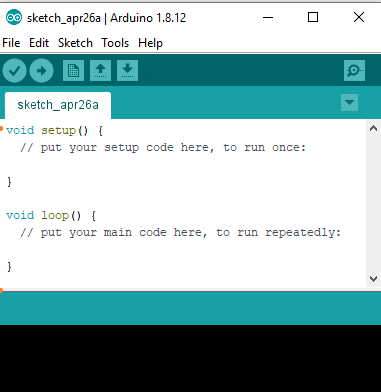 sketch_apr26a | Arduino 1.8.12
File Edit Sketch Tools Help
sketch_apr26a
void setup() {
  // put your setup code here, to run once:
}
void loop() {
  // put your main code here, to run repeatedly:
}